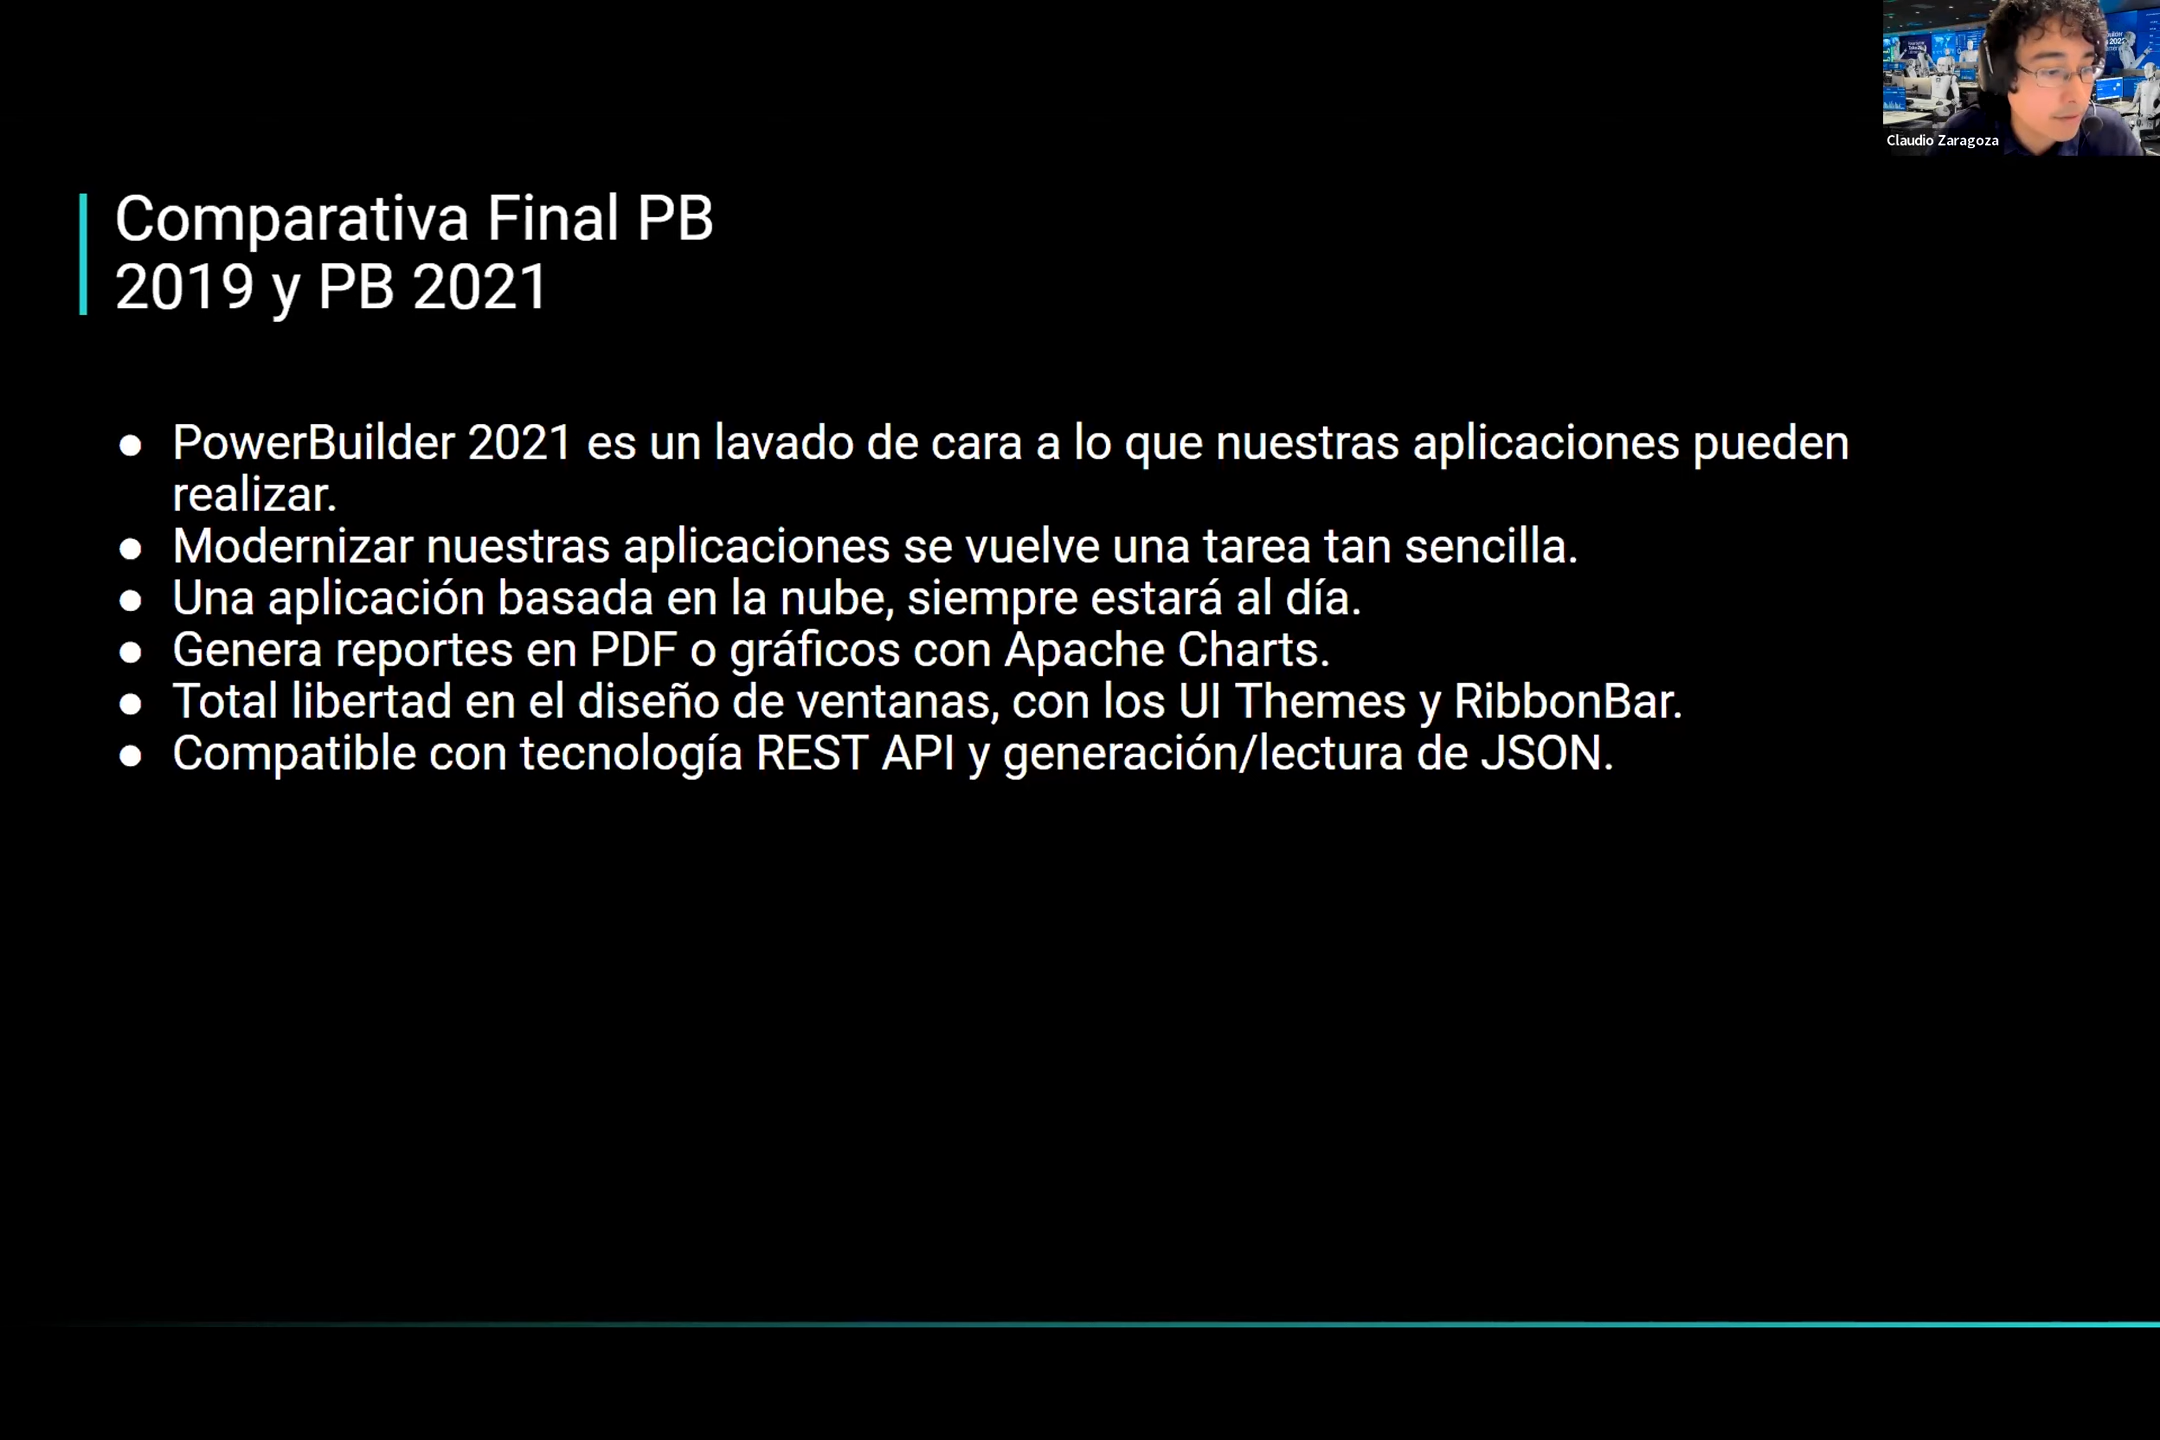 Claudio Zaragoza
Comparativa Final PB
2019 y PB 2021
● PowerBuilder 2021 es un lavado de cara a lo que nuestras aplicaciones pueden
realizar.
● Modernizar nuestras aplicaciones se vuelve una tarea tan sencilla.
● Una aplicación basada en la nube, siempre estará al día.
● Genera reportes en PDF o gráficos con Apache Charts.
● Total libertad en el diseño de ventanas, con los UI Themes y RibbonBar.
● Compatible con tecnología REST API y generación/lectura de JSON.